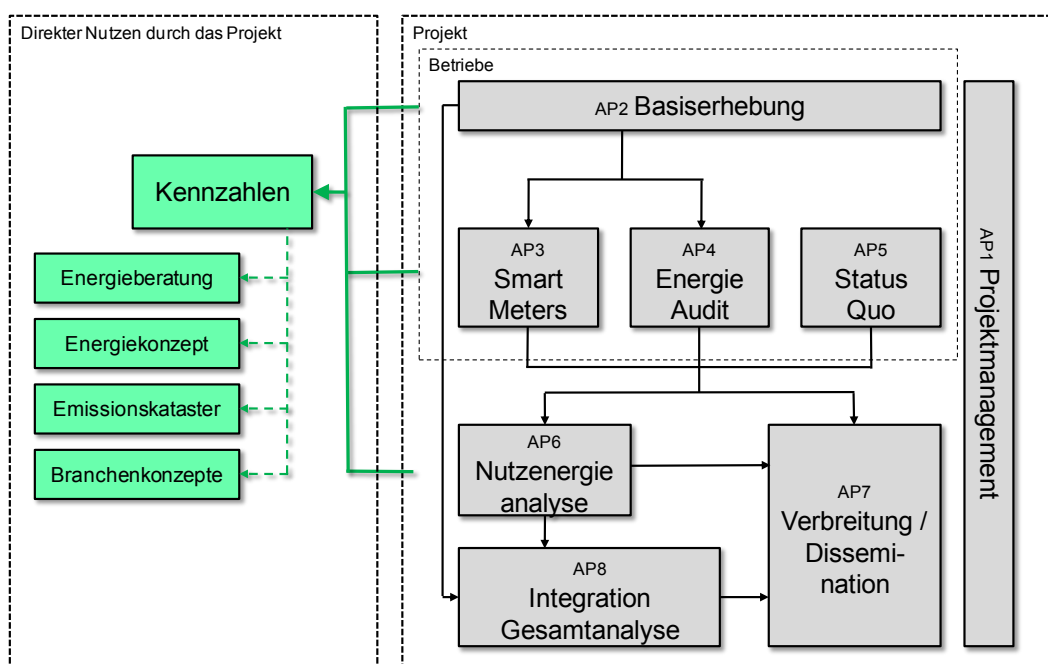 Direkter Nutzen durch das Projekt
Kennzahlen
Energieberatung
Energiekonzept
Emissionskataster
Branchenkonzepte
Projekt
Betriebe
AP2 Basiserhebung
AP3
Smart
Meters
AP4
Energie
Audit
AP5
Status
Quo
AP6
Nutzenergie
analyse
AP7
Verbreitung /
Dissemi-
nation
AP8
Integration
Gesamtanalyse
AP1 Projektmanagement